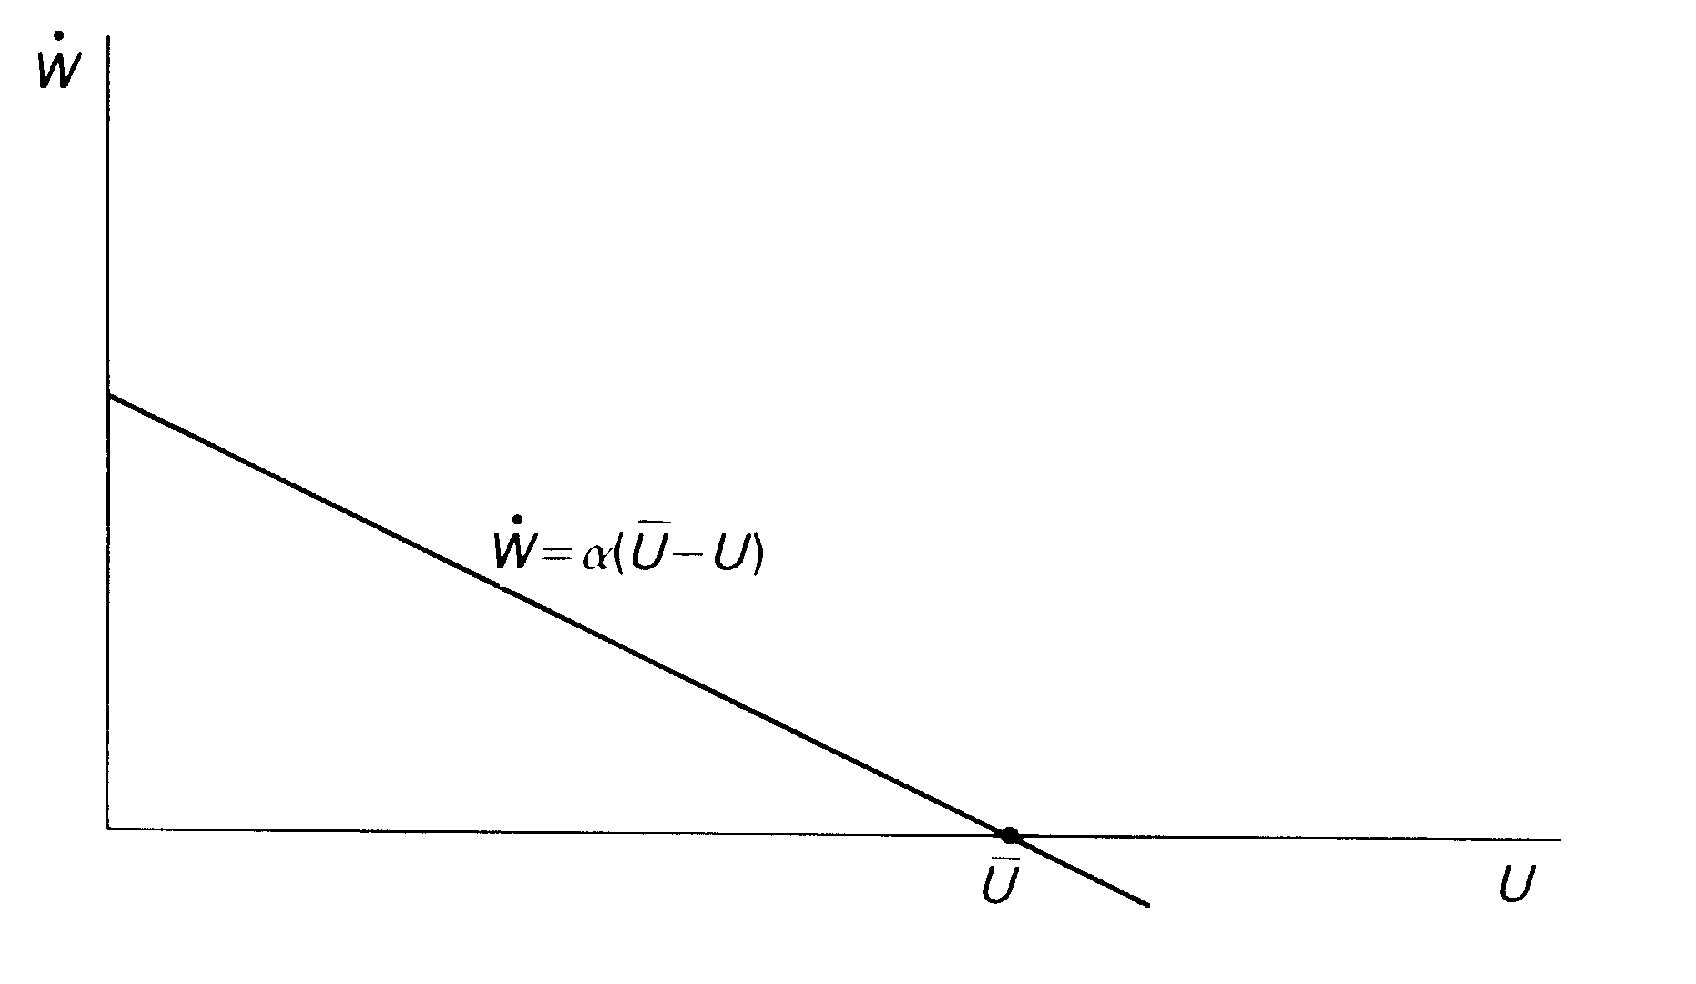 Ẇ
Ẇ = α(Ū − U)
Ū
U